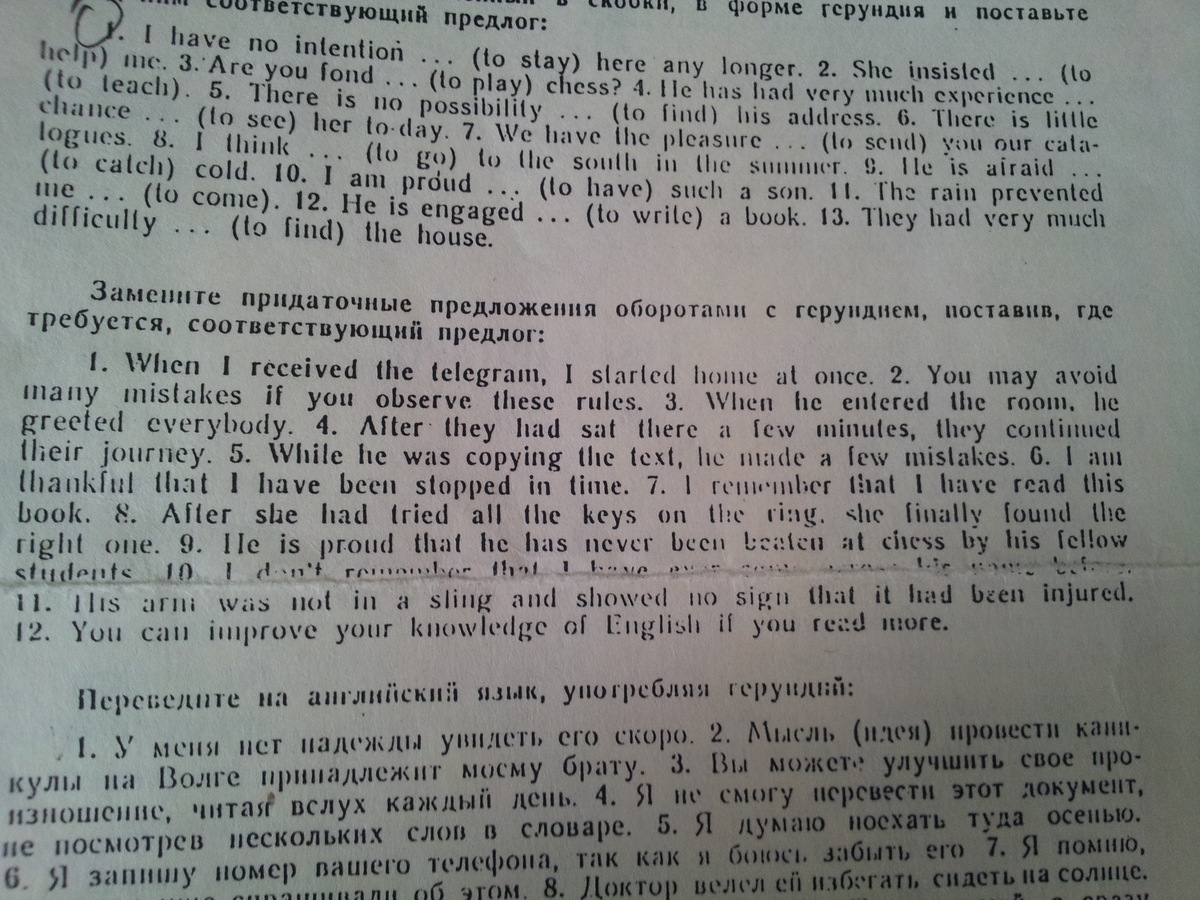 соответствующий предлог: в скобки, в форме герундия и поставьте
1. I have no intention ... (to stay) here any longer. 2. She insisted ... (to
help) me. 3. Are you fond ... (to play) chess? 4. He has had very much experience ...
(to teach). 5. There is no possibility ... (to find) his address. 6. There is little
chance ... (to see) her to-day. 7. We have the pleasure ... (to send) you our cata-
logues. 8. I think ... (to go) to the south in the summer. 9. He is afraid ...
(to catch) cold. 10. I am proud ... (to have) such a son. 11. The rain prevented
me ... (to come). 12. He is engaged ... (to write) a book. 13. They had very much
difficulty ... (to find) the house.
Замените придаточные предложения оборотами с герундием, поставив, где
требуется, соответствующий предлог:
1. When I received the telegram, I started home at once. 2. You may avoid
many mistakes if you observe these rules. 3. When he entered the room, he
greeted everybody. 4. After they had sat there a few minutes, they continued
their journey. 5. While he was copying the text, he made a few mistakes. 6. I am
thankful that I have been stopped in time. 7. I remember that I have read this
book. 8. After she had tried all the keys on the ring, she finally found the
right one. 9. He is proud that he has never been beaten at chess by his fellow
students. 10. I don't remember that I have ever before.
11. His arm was not in a sling and showed no sign that it had been injured.
12. You can improve your knowledge of English if you read more.
Переведите на английский язык, употребляя герундий:
1. У меня нет надежды увидеть его скоро. 2. Мысль (идея) провести кани-
кулы на Волге принадлежит моему брату. 3. Вы можете улучшить свое про-
изношение, читая вслух каждый день. 4. Я не смогу перевести этот документ,
не посмотрев нескольких слов в словаре. 5. Я думаю поехать туда осенью.
6. Я запишу номер вашего телефона, так как я боюсь забыть его 7. Я помню,
спрашивали об этом. 8. Доктор велел ей избегать сидеть на солнце.